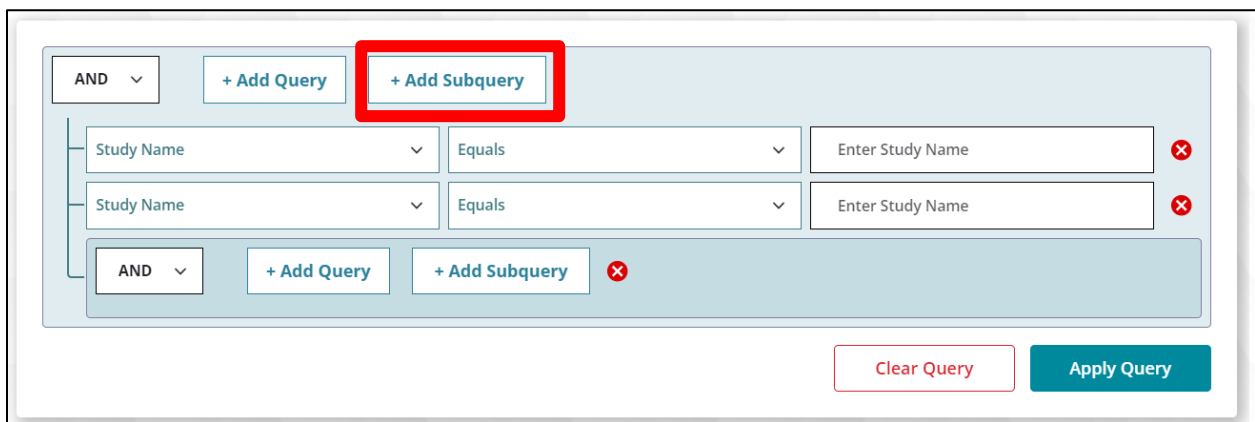 AND + Add Query + Add Subquery
Study Name Equals Enter Study Name
Study Name Equals Enter Study Name
AND + Add Query + Add Subquery
Clear Query Apply Query